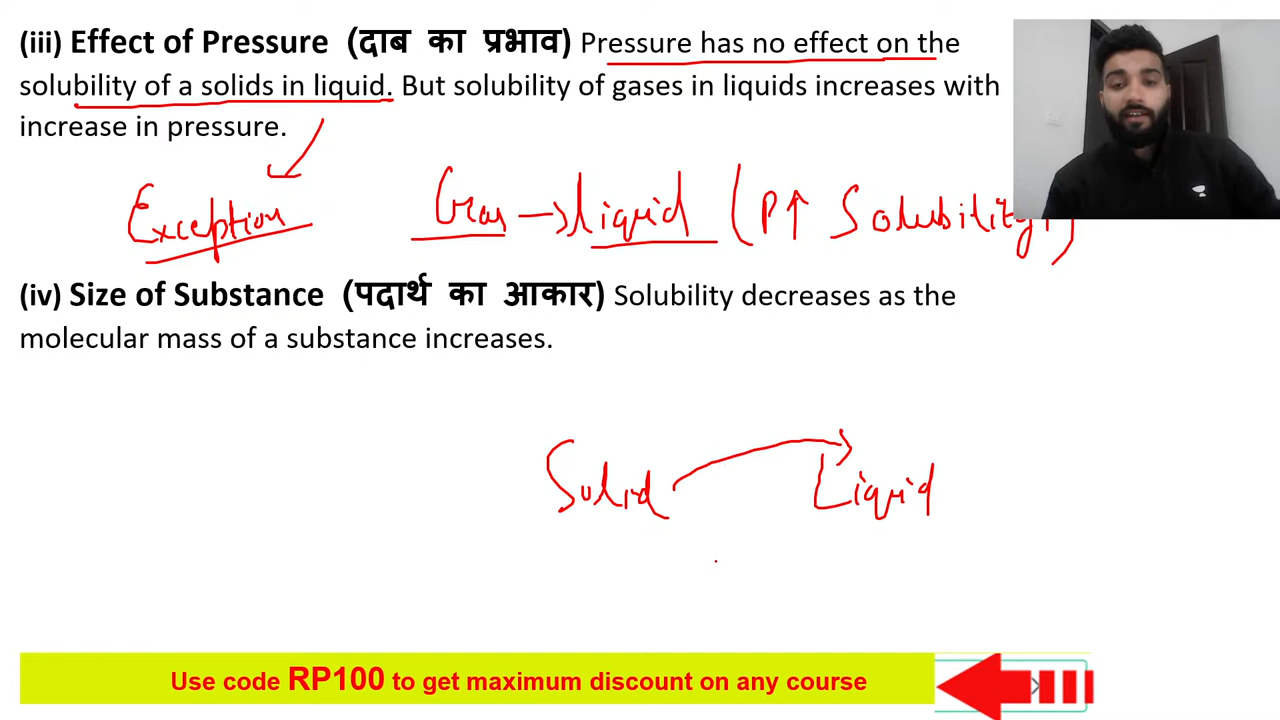 (iii) Effect of Pressure (दाब का प्रभाव) Pressure has no effect on the
solubility of a solids in liquid. But solubility of gases in liquids increases with
increase in pressure.
Exception Gas → liquid (P↑ Solubility↑)
(iv) Size of Substance (पदार्थ का आकार) Solubility decreases as the
molecular mass of a substance increases.
Solid Liquid
Use code RP100 to get maximum discount on any course